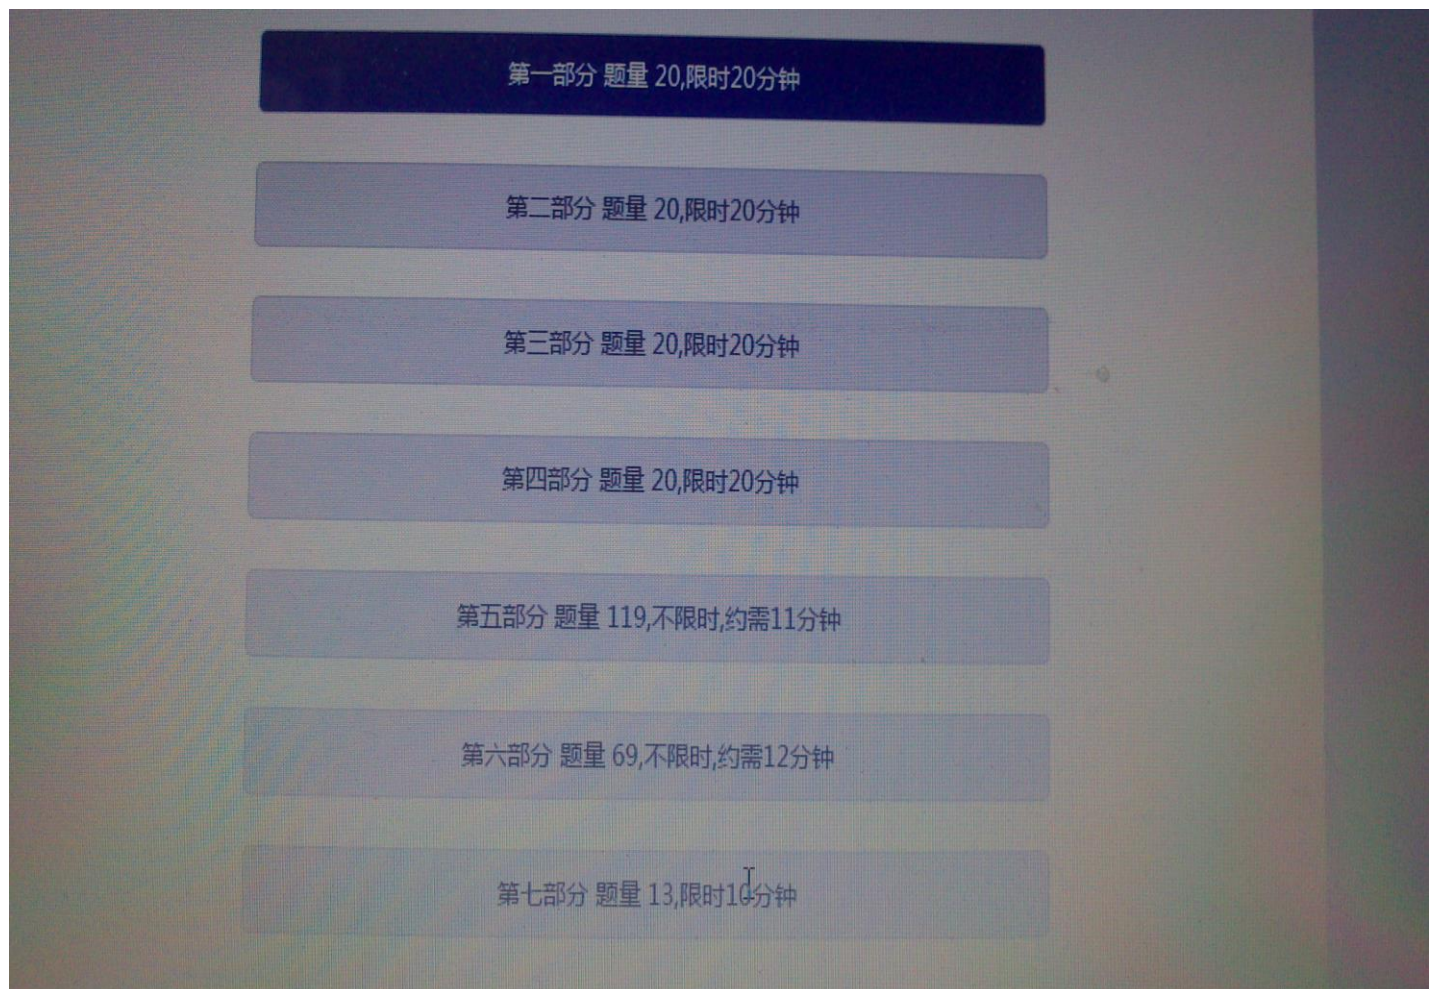 第一部分 题量 20,限时20分钟
第二部分 题量 20,限时20分钟
第三部分 题量 20,限时20分钟
第四部分 题量 20,限时20分钟
第五部分 题量 119,不限时,约需11分钟
第六部分 题量 69,不限时,约需12分钟
第七部分 题量 13,限时10分钟